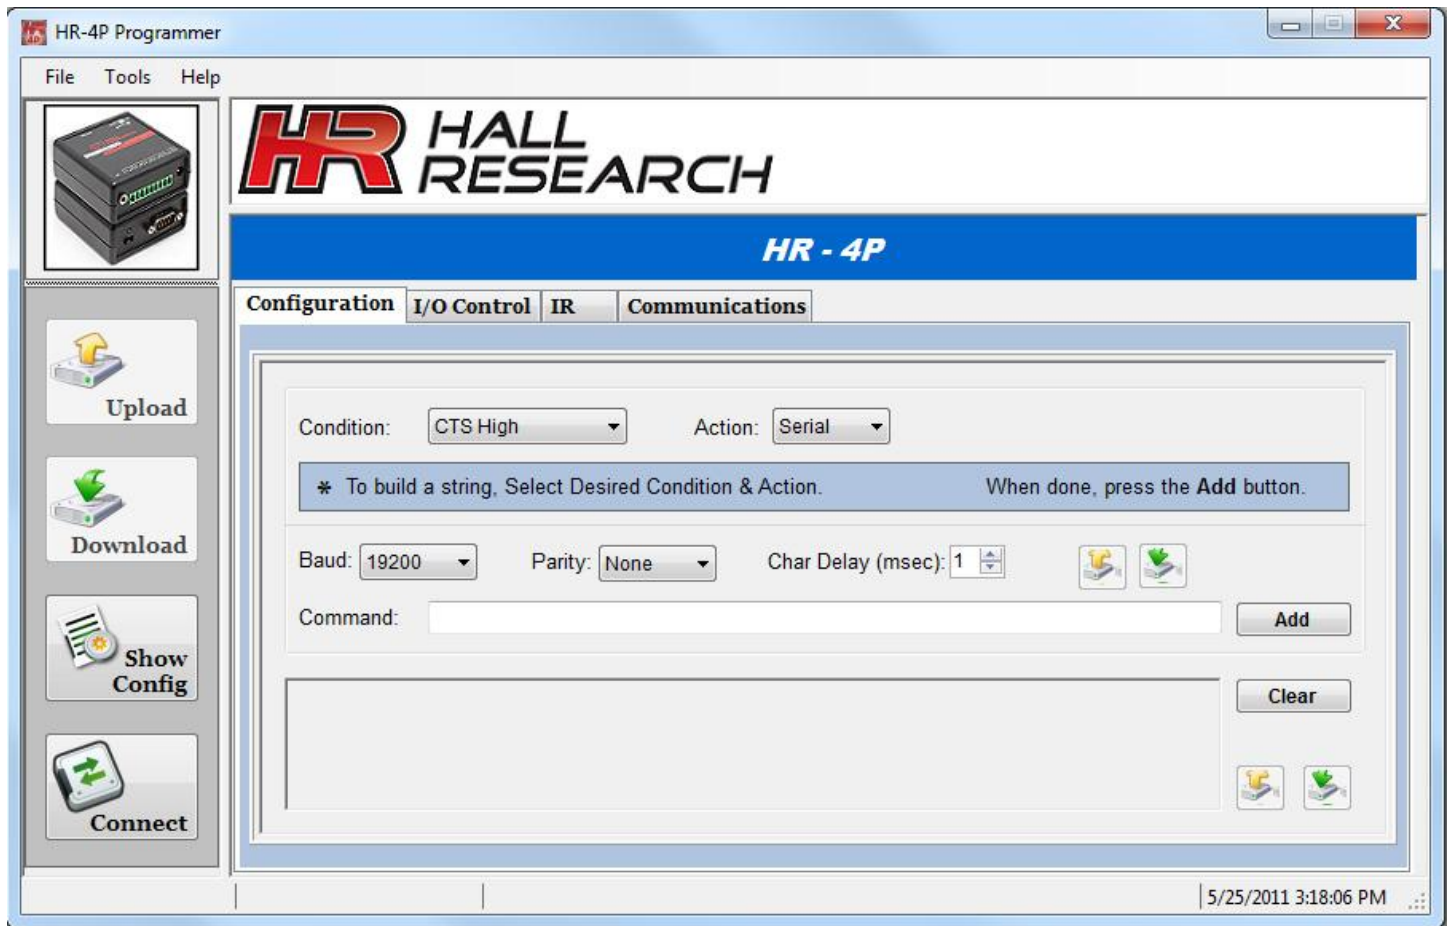 HR-4P Programmer
File Tools Help
HR HALL
RESEARCH
HR - 4P
Configuration I/O Control IR Communications
Upload
Download
Show
Config
Connect
Condition: CTS High Action: Serial
* To build a string, Select Desired Condition & Action. When done, press the Add button.
Baud: 19200 Parity: None Char Delay (msec): 1
Command: Add
Clear
5/25/2011 3:18:06 PM